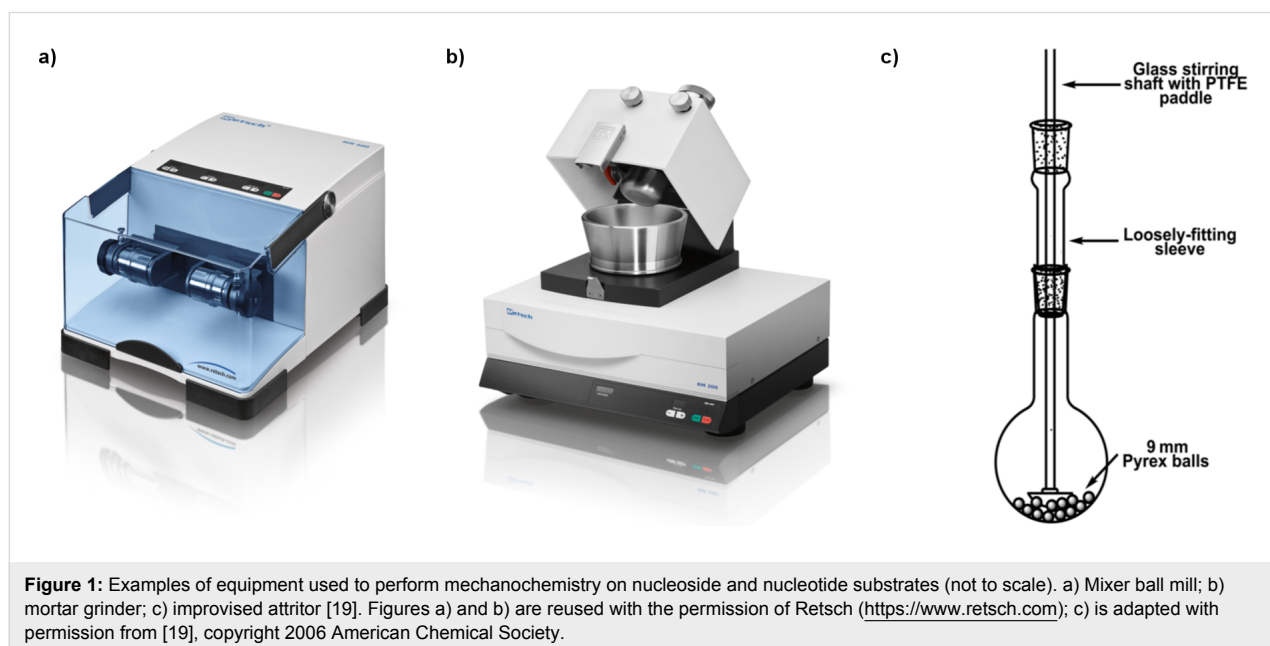 a)
b)
c)
Retsch
MM 400
www.retsch.com
Retsch
RM 200
Glass stirring
shaft with PTFE
paddle
Loosely-fitting
sleeve
9 mm
Pyrex balls
Figure 1: Examples of equipment used to perform mechanochemistry on nucleoside and nucleotide substrates (not to scale). a) Mixer ball mill; b)
mortar grinder; c) improvised attritor [19]. Figures a) and b) are reused with the permission of Retsch (https://www.retsch.com); c) is adapted with
permission from [19], copyright 2006 American Chemical Society.